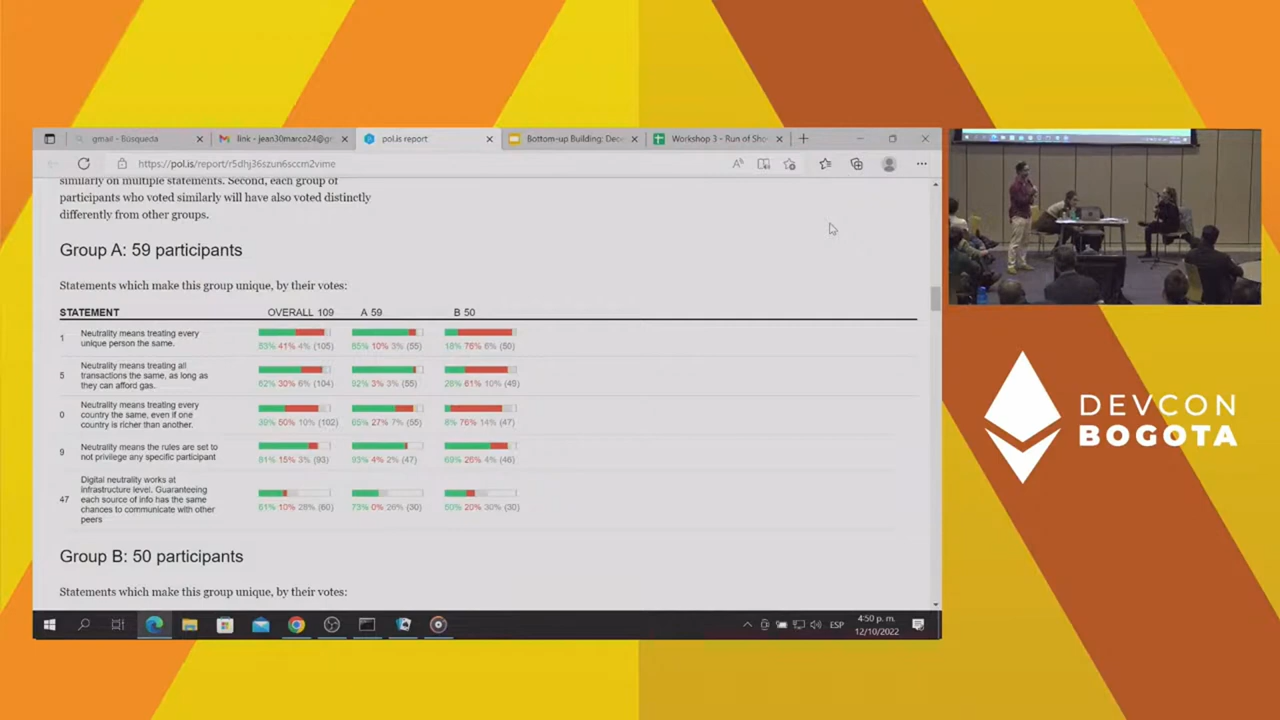 gmail - Búsqueda
link - jean30marco24@gr
pol.is report
Bottom-up Building: Dece
Workshop 3 - Run of Sho
https://pol.is/report/r5dhj36szun6sccm2vime
similarly on multiple statements. Second, each group of
participants who voted similarly will have also voted distinctly
differently from other groups.
Group A: 59 participants
Statements which make this group unique, by their votes:
STATEMENT OVERALL 109 A 59 B 50
1 Neutrality means treating every
unique person the same.
53% 41% 4% (105) 85% 10% 3% (55) 18% 76% 6% (50)
5 Neutrality means treating all
transactions the same, as long as
they can afford gas.
62% 30% 6% (104) 92% 3% 3% (55) 28% 61% 10% (49)
0 Neutrality means treating every
country the same, even if one
country is richer than another.
39% 50% 10% (102) 65% 27% 7% (55) 8% 76% 14% (47)
9 Neutrality means the rules are set to
not privilege any specific participant
81% 15% 3% (93) 93% 4% 2% (47) 69% 26% 4% (46)
47 Digital neutrality works at
infrastructure level. Guaranteeing
each source of info has the same
chances to communicate with other
peers
61% 10% 28% (60) 73% 0% 26% (30) 50% 20% 30% (30)
Group B: 50 participants
Statements which make this group unique, by their votes:
ESP
4:50 p. m.
12/10/2022
DEVCON
BOGOTA